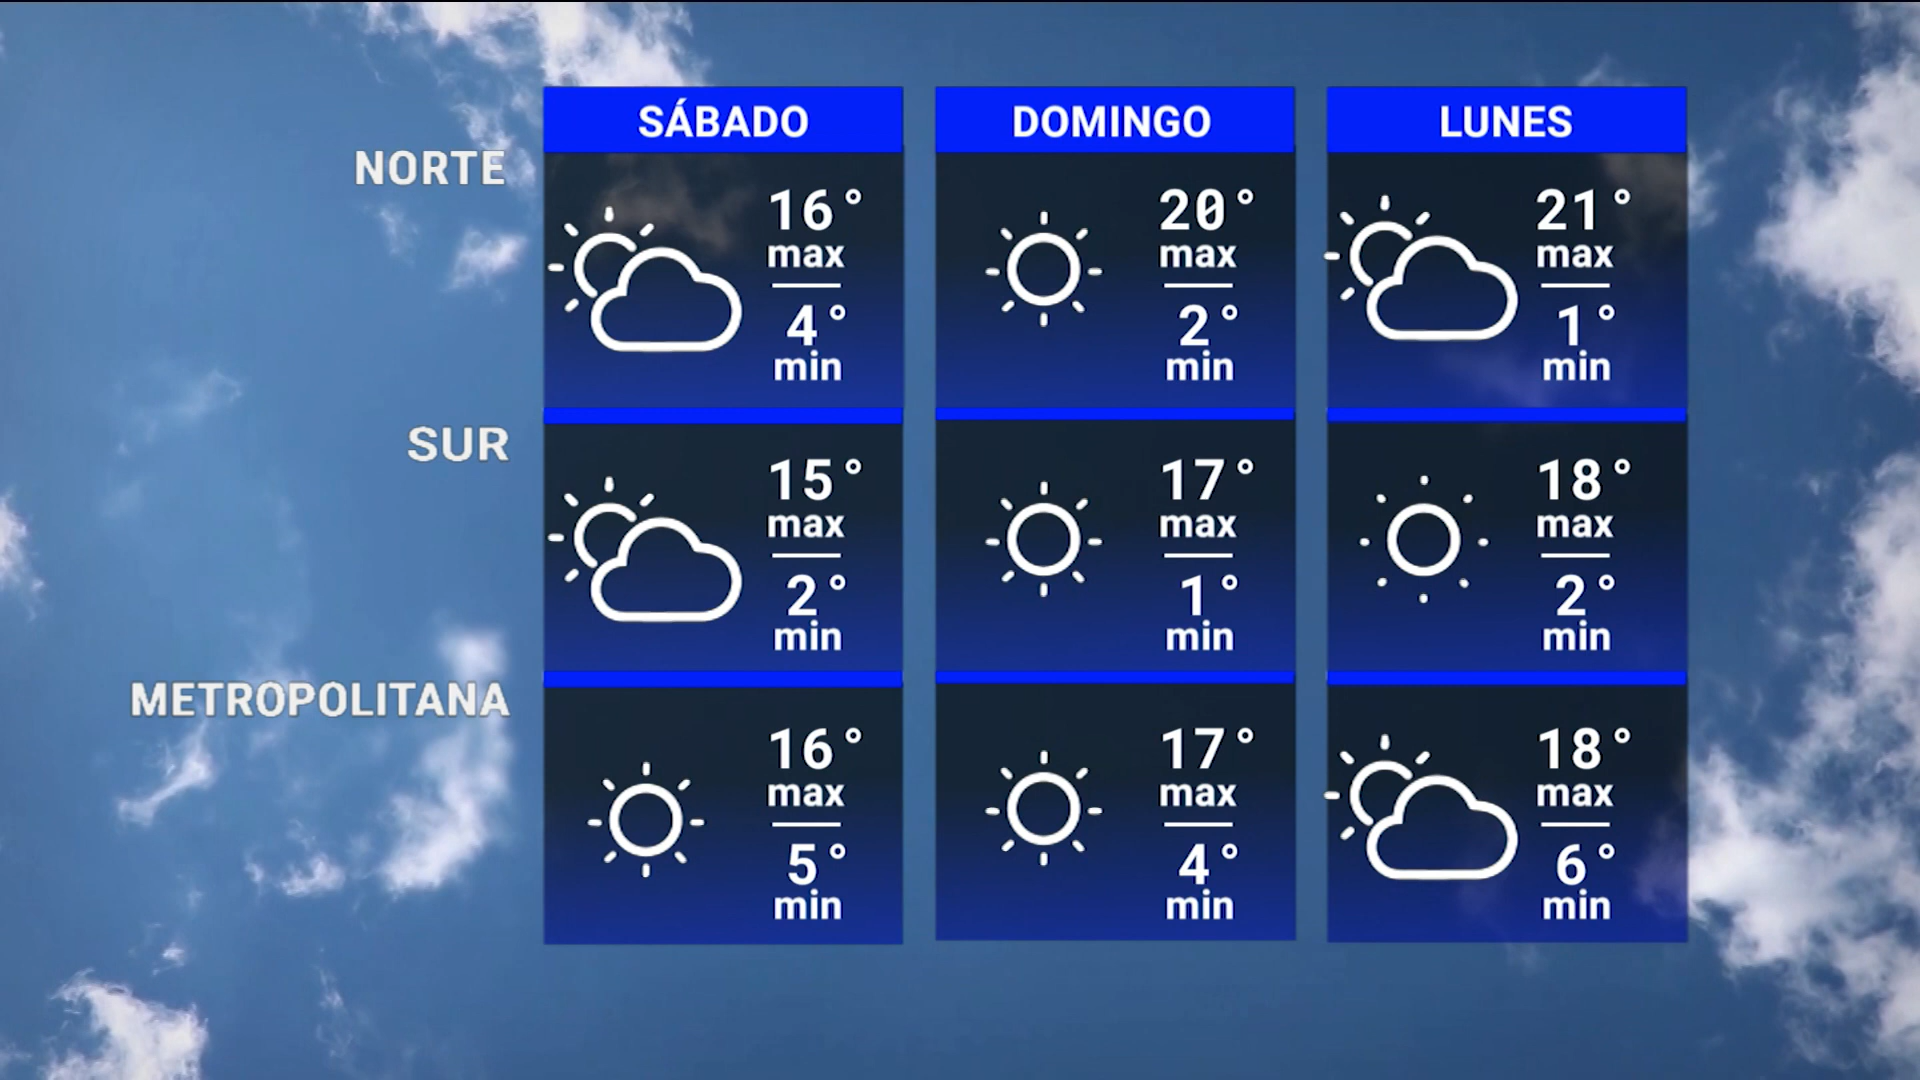 SÁBADO
DOMINGO
LUNES
NORTE
16°
max
4°
min
20°
max
2°
min
21°
max
1°
min
SUR
15°
max
2°
min
17°
max
1°
min
18°
max
2°
min
METROPOLITANA
16°
max
5°
min
17°
max
4°
min
18°
max
6°
min